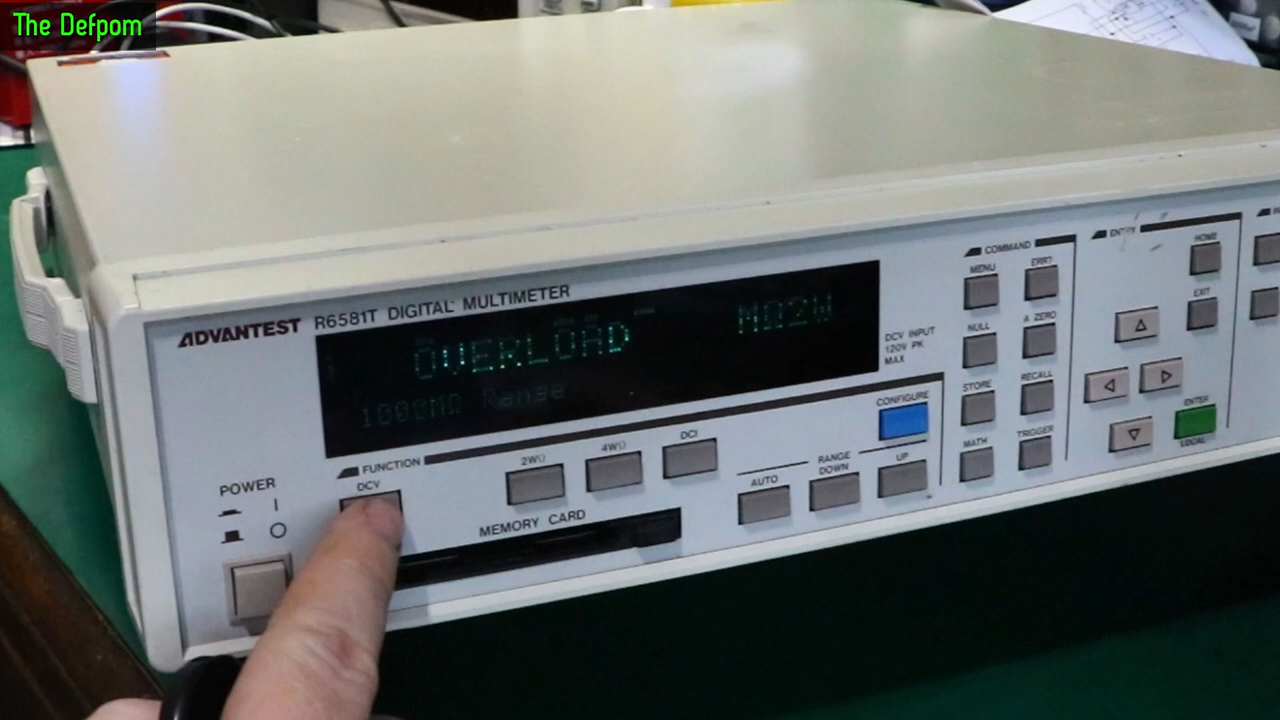 The Defpom
ADVANTEST R6581T DIGITAL MULTIMETER
OVERLOAD MΩ2W
1000MΩ Range
DCV INPUT
120V PK
MAX
COMMAND
MENU ERR?
NULL A ZERO
STORE RECALL
MATH TRIGGER
ENTRY
HOME
EXIT
ENTER
LOCAL
CONFIGURE
FUNCTION
DCV 2WΩ 4WΩ DCI
AUTO RANGE DOWN UP
MEMORY CARD
POWER